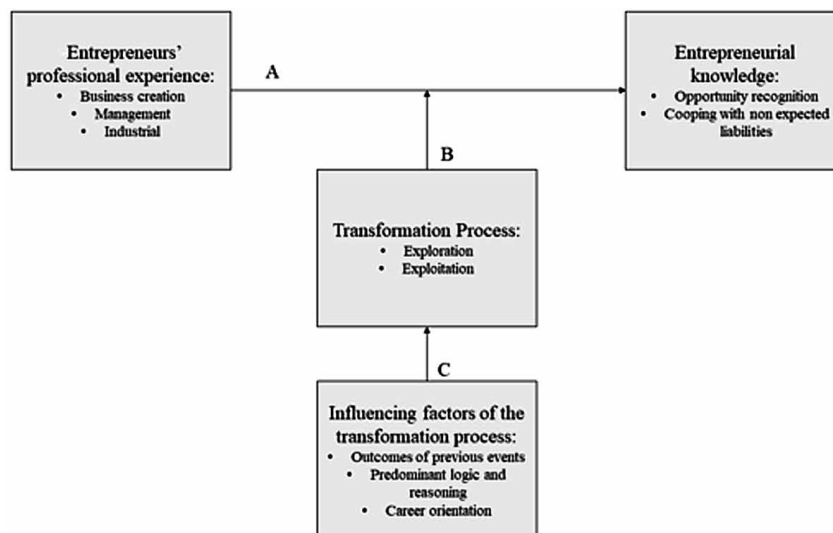 Entrepreneurs'
professional experience:
• Business creation
• Management
• Industrial
A
Entrepreneurial
knowledge:
• Opportunity recognition
• Cooping with non expected
liabilities
B
Transformation Process:
• Exploration
• Exploitation
C
Influencing factors of the
transformation process:
• Outcomes of previous events
• Predominant logic and
reasoning
• Career orientation